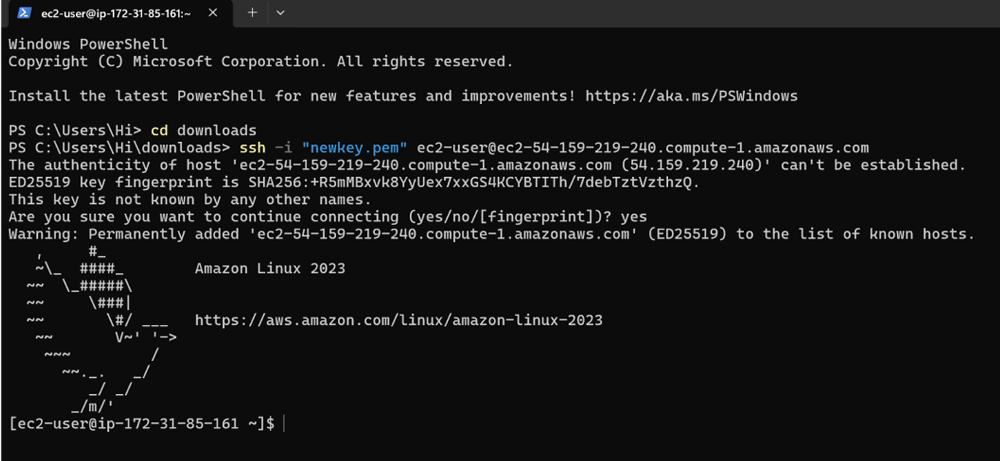 ec2-user@ip-172-31-85-161:~
Windows PowerShell
Copyright (C) Microsoft Corporation. All rights reserved.
Install the latest PowerShell for new features and improvements! https://aka.ms/PSWindows
PS C:\Users\Hi> cd downloads
PS C:\Users\Hi\downloads> ssh -i "newkey.pem" ec2-user@ec2-54-159-219-240.compute-1.amazonaws.com
The authenticity of host 'ec2-54-159-219-240.compute-1.amazonaws.com (54.159.219.240)' can't be established.
ED25519 key fingerprint is SHA256:+R5mMBxvk8YyUex7xxGS4KCYBTITh/7debTztVzthzQ.
This key is not known by any other names.
Are you sure you want to continue connecting (yes/no/[fingerprint])? yes
Warning: Permanently added 'ec2-54-159-219-240.compute-1.amazonaws.com' (ED25519) to the list of known hosts.
   ,     #_
   ~\_  ####_        Amazon Linux 2023
  ~~  \_#####\
  ~~     \###|
  ~~       \#/ ___   https://aws.amazon.com/linux/amazon-linux-2023
   ~~       V~' '->
    ~~~         /
      ~~._.   _/
         _/ _/
       _/m/'
[ec2-user@ip-172-31-85-161 ~]$